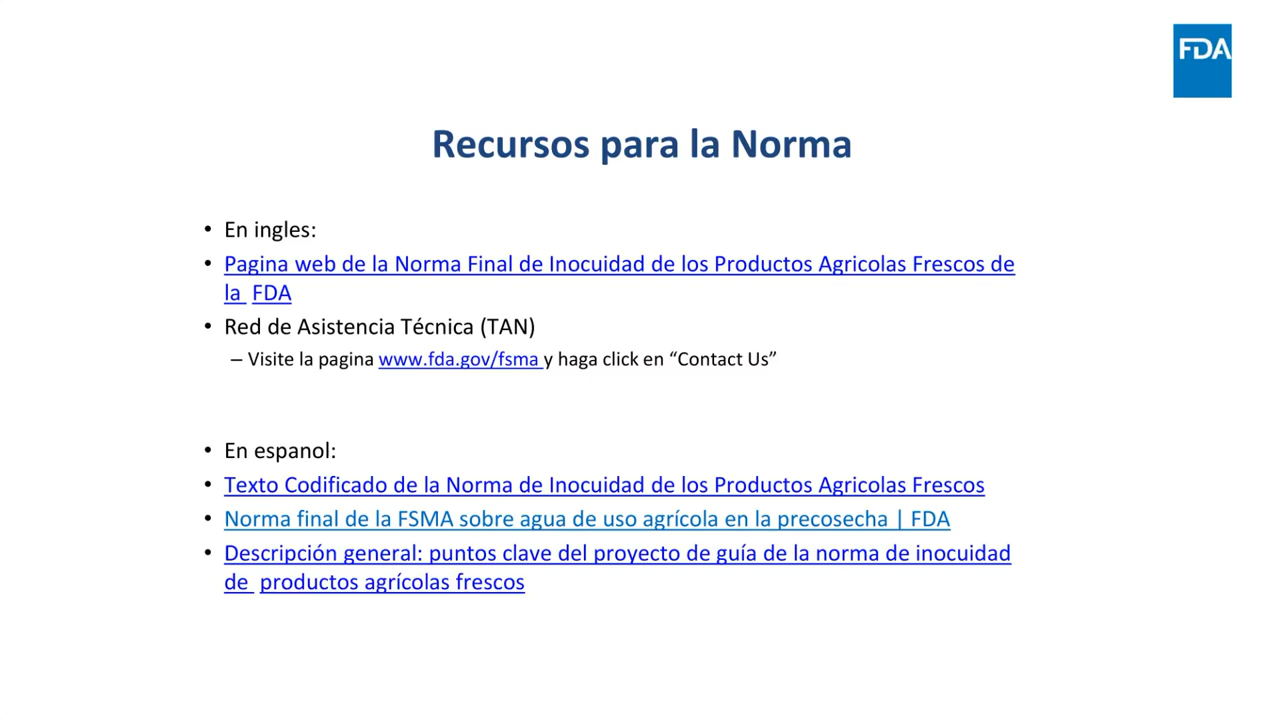 FDA
Recursos para la Norma
• En ingles:
• Pagina web de la Norma Final de Inocuidad de los Productos Agricolas Frescos de
la FDA
• Red de Asistencia Técnica (TAN)
– Visite la pagina www.fda.gov/fsma y haga click en “Contact Us”
• En espanol:
• Texto Codificado de la Norma de Inocuidad de los Productos Agricolas Frescos
• Norma final de la FSMA sobre agua de uso agrícola en la precosecha | FDA
• Descripción general: puntos clave del proyecto de guía de la norma de inocuidad
de productos agrícolas frescos